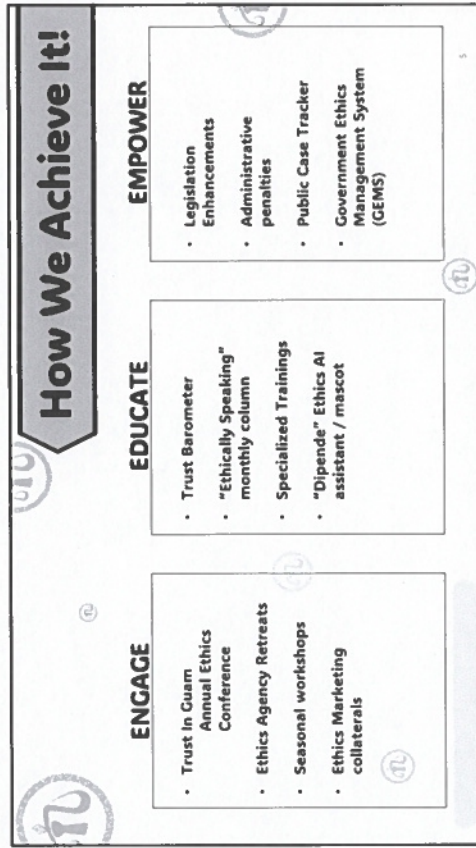 How We Achieve It!
ENGAGE
• Trust In Guam
Annual Ethics
Conference
• Ethics Agency Retreats
• Seasonal workshops
• Ethics Marketing
collaterals
EDUCATE
• Trust Barometer
• "Ethically Speaking"
monthly column
• Specialized Trainings
• "Dipende" Ethics AI
assistant / mascot
EMPOWER
• Legislation
Enhancements
• Administrative
penalties
• Public Case Tracker
• Government Ethics
Management System
(GEMS)